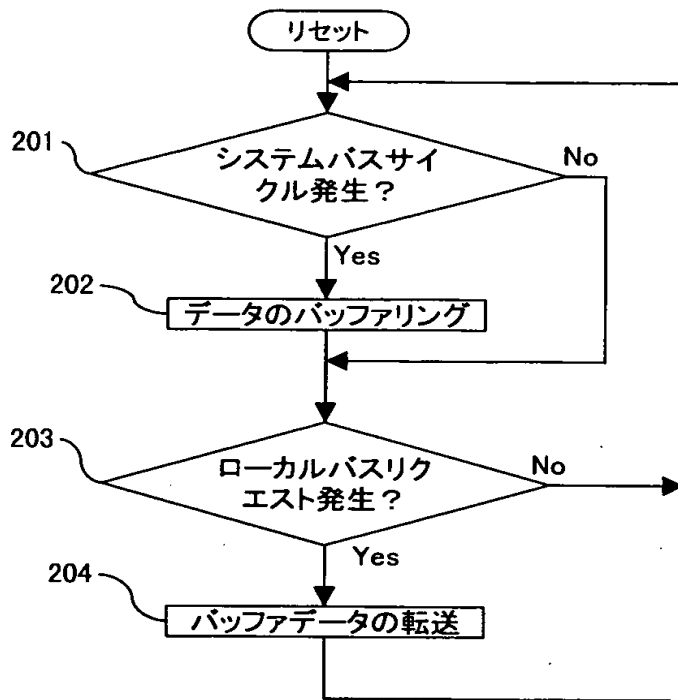 リセット
201
システムバスサイ
クル発生？
No
Yes
202
データのバッファリング
203
ローカルバスリク
エスト発生？
No
Yes
204
バッファデータの転送